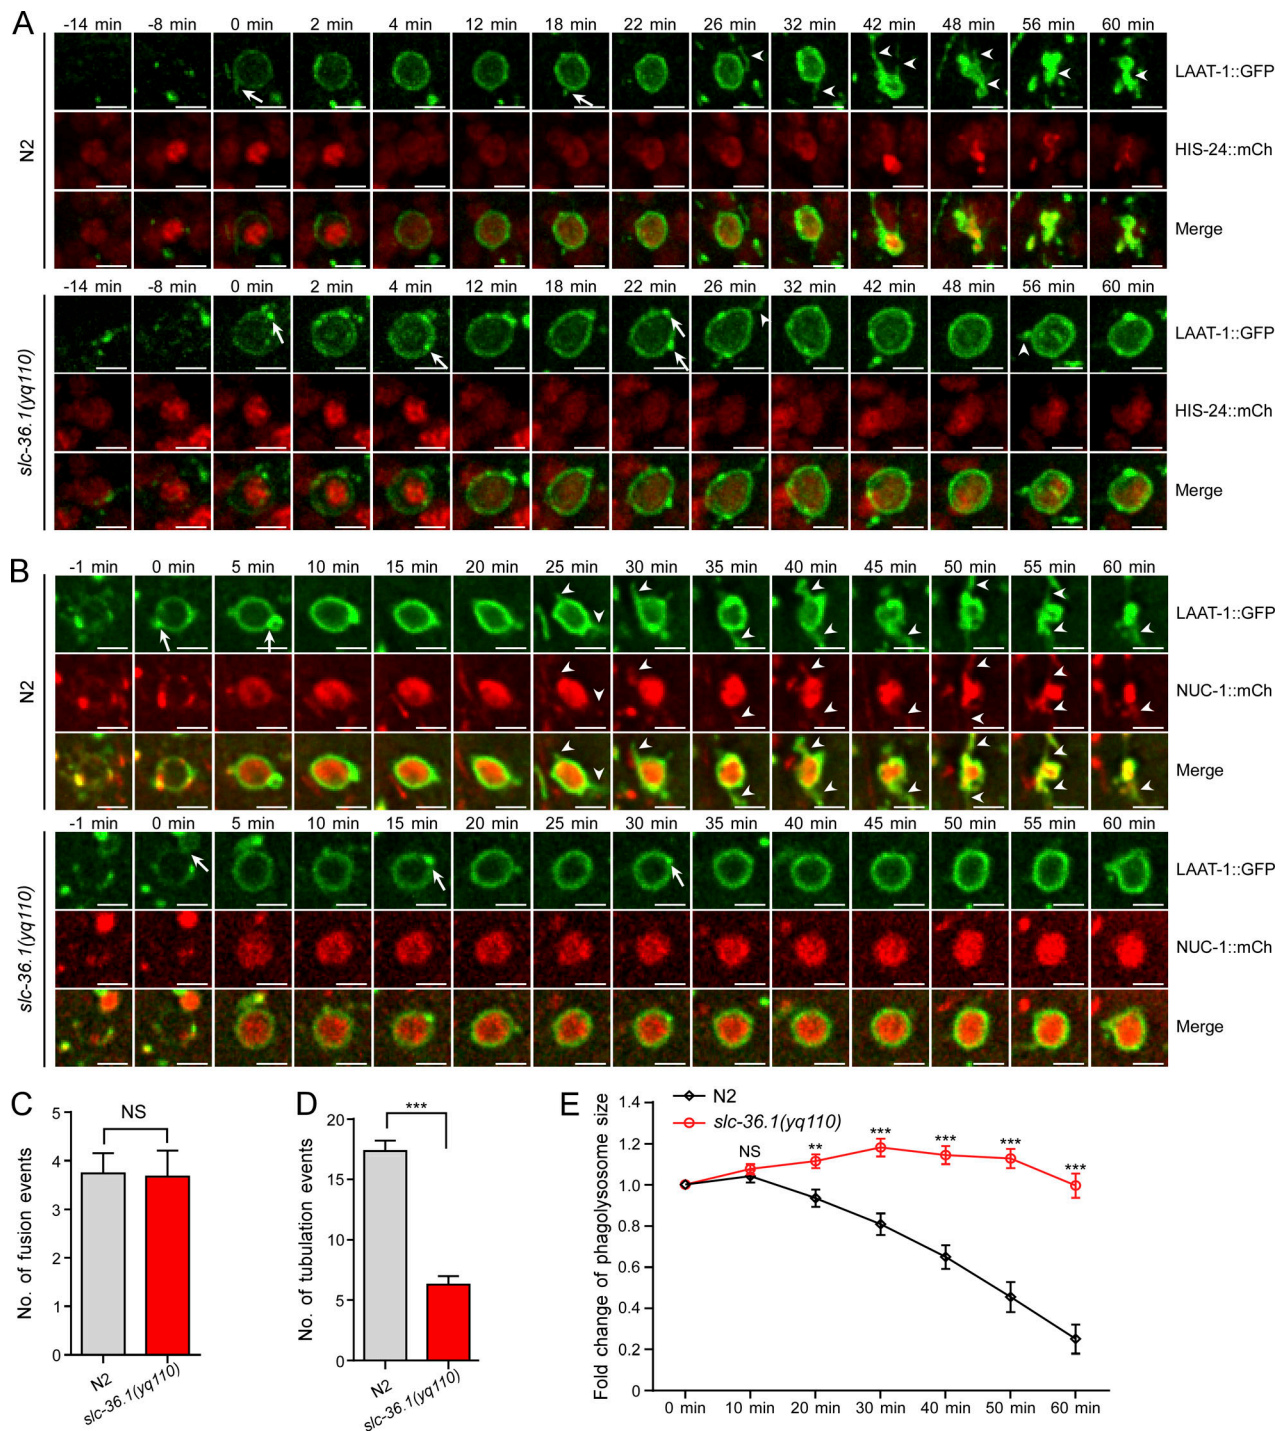 A
-14 min -8 min 0 min 2 min 4 min 12 min 18 min 22 min 26 min 32 min 42 min 48 min 56 min 60 min
N2
LAAT-1::GFP
HIS-24::mCh
Merge
-14 min -8 min 0 min 2 min 4 min 12 min 18 min 22 min 26 min 32 min 42 min 48 min 56 min 60 min
slc-36.1(yq110)
LAAT-1::GFP
HIS-24::mCh
Merge
B
-1 min 0 min 5 min 10 min 15 min 20 min 25 min 30 min 35 min 40 min 45 min 50 min 55 min 60 min
N2
LAAT-1::GFP
NUC-1::mCh
Merge
-1 min 0 min 5 min 10 min 15 min 20 min 25 min 30 min 35 min 40 min 45 min 50 min 55 min 60 min
slc-36.1(yq110)
LAAT-1::GFP
NUC-1::mCh
Merge
C
No. of fusion events
5
4
3
2
1
0
NS
N2
slc-36.1(yq110)
D
No. of tubulation events
20
15
10
5
0
***
N2
slc-36.1(yq110)
E
N2
slc-36.1(yq110)
Fold change of phagolysosome size
1.4
1.2
1.0
0.8
0.6
0.4
0.2
0
NS ** *** *** *** ***
0 min 10 min 20 min 30 min 40 min 50 min 60 min